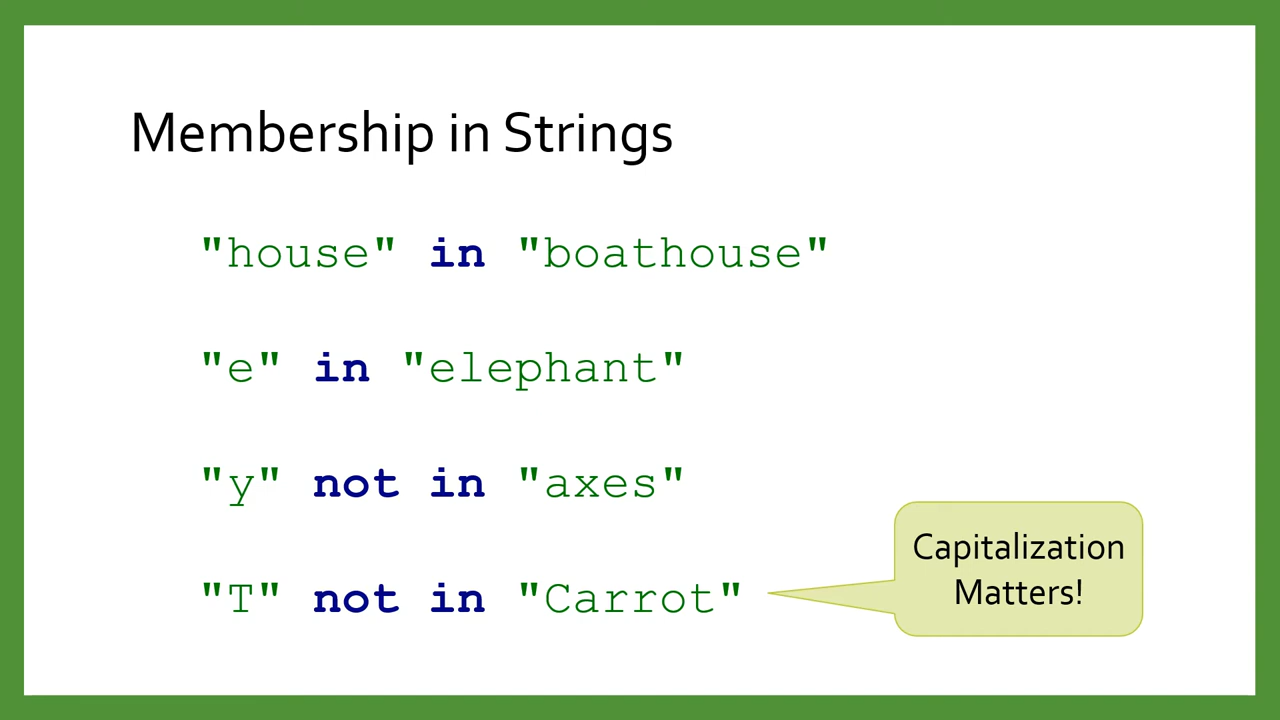 Membership in Strings
"house" in "boathouse"
"e" in "elephant"
"y" not in "axes"
"T" not in "Carrot"
Capitalization
Matters!